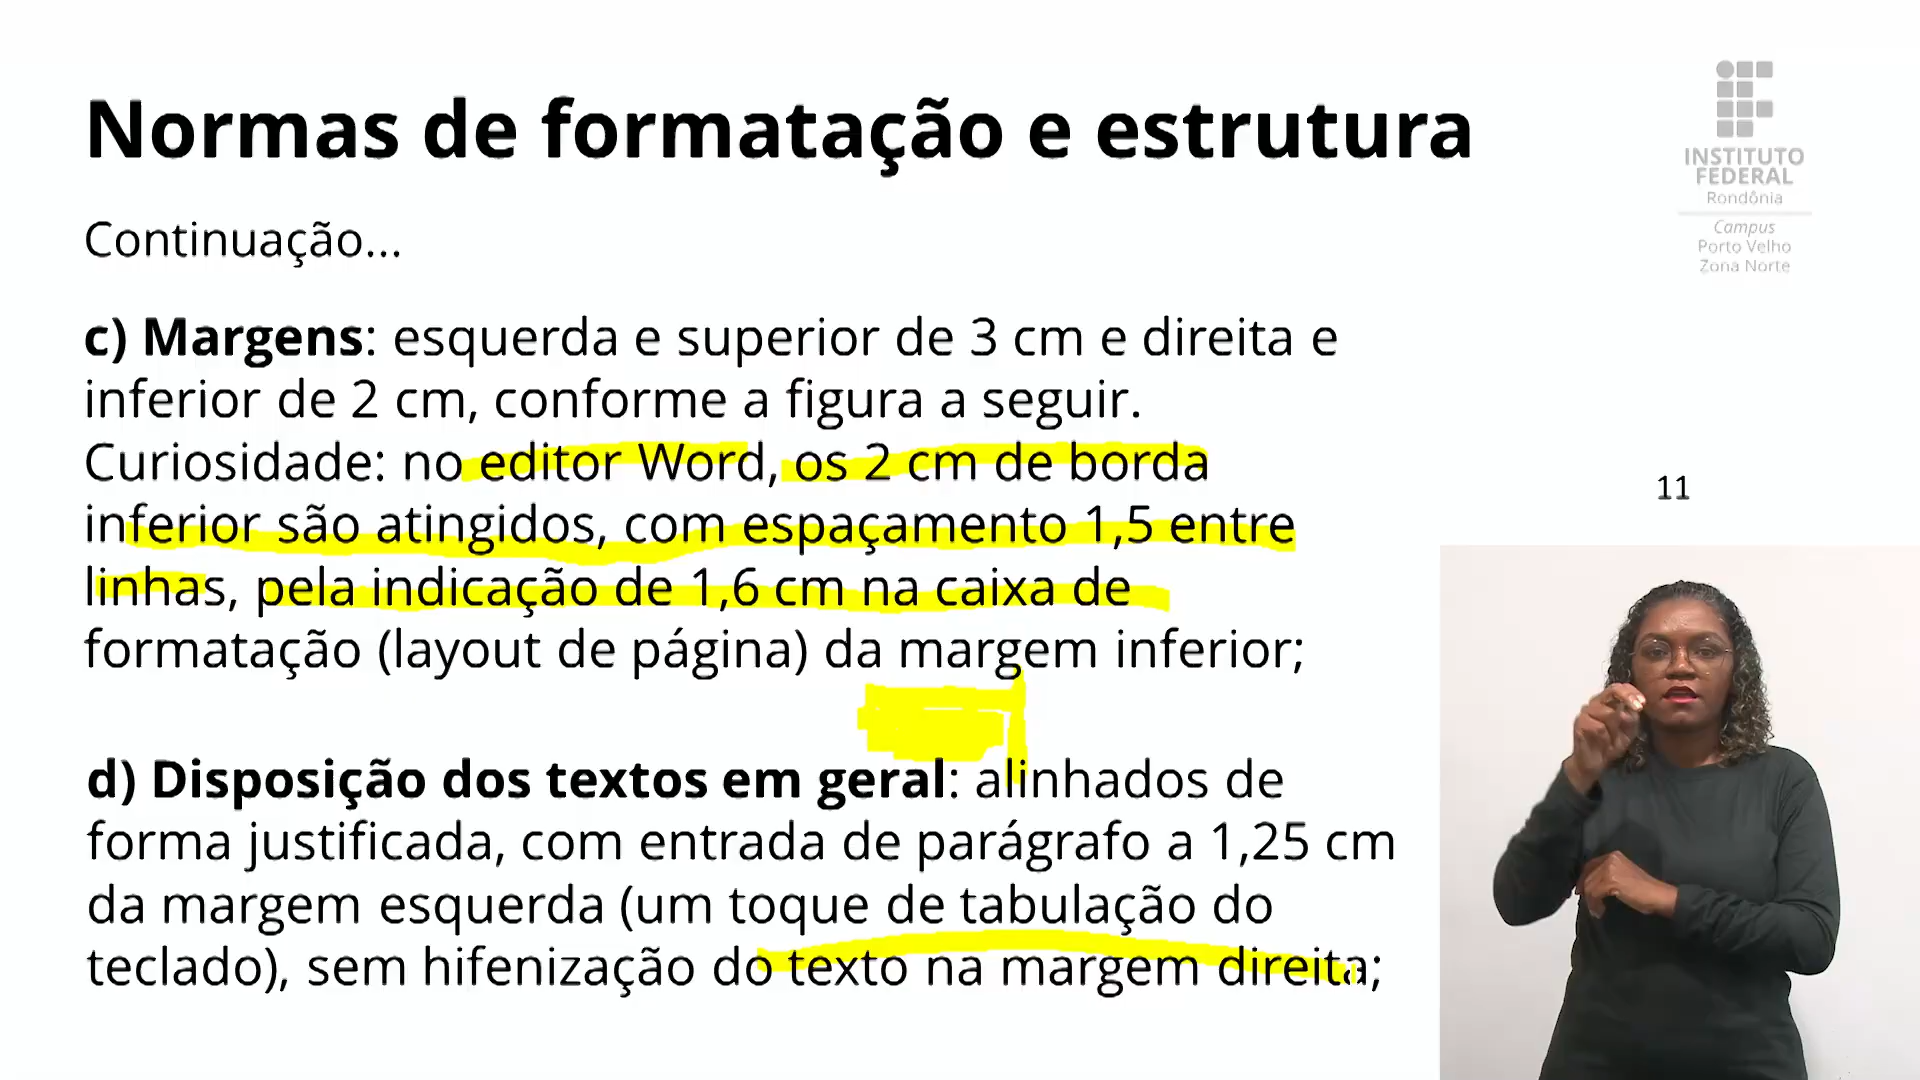 Normas de formatação e estrutura
INSTITUTO
FEDERAL
Rondônia
Campus
Porto Velho
Zona Norte
Continuação...
c) Margens: esquerda e superior de 3 cm e direita e
inferior de 2 cm, conforme a figura a seguir.
Curiosidade: no editor Word, os 2 cm de borda
inferior são atingidos, com espaçamento 1,5 entre
linhas, pela indicação de 1,6 cm na caixa de
formatação (layout de página) da margem inferior;
11
d) Disposição dos textos em geral: alinhados de
forma justificada, com entrada de parágrafo a 1,25 cm
da margem esquerda (um toque de tabulação do
teclado), sem hifenização do texto na margem direita;